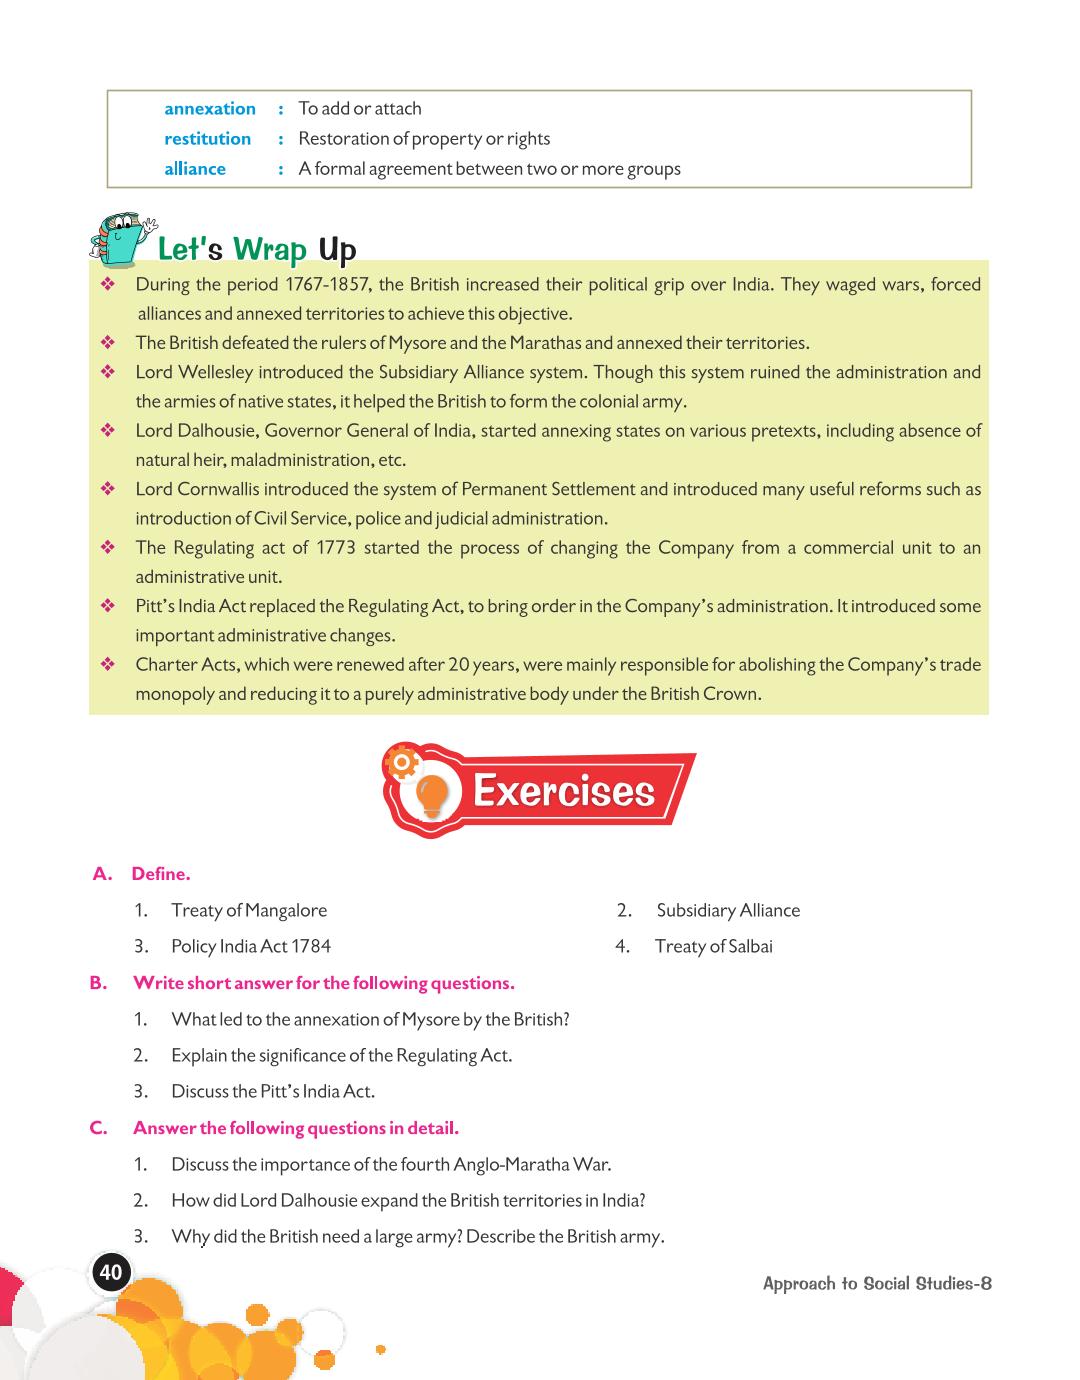 annexation : To add or attach
restitution : Restoration of property or rights
alliance : A formal agreement between two or more groups
Let's Wrap Up
❖ During the period 1767-1857, the British increased their political grip over India. They waged wars, forced
alliances and annexed territories to achieve this objective.
❖ The British defeated the rulers of Mysore and the Marathas and annexed their territories.
❖ Lord Wellesley introduced the Subsidiary Alliance system. Though this system ruined the administration and
the armies of native states, it helped the British to form the colonial army.
❖ Lord Dalhousie, Governor General of India, started annexing states on various pretexts, including absence of
natural heir, maladministration, etc.
❖ Lord Cornwallis introduced the system of Permanent Settlement and introduced many useful reforms such as
introduction of Civil Service, police and judicial administration.
❖ The Regulating act of 1773 started the process of changing the Company from a commercial unit to an
administrative unit.
❖ Pitt's India Act replaced the Regulating Act, to bring order in the Company's administration. It introduced some
important administrative changes.
❖ Charter Acts, which were renewed after 20 years, were mainly responsible for abolishing the Company's trade
monopoly and reducing it to a purely administrative body under the British Crown.
Exercises
A. Define.
1. Treaty of Mangalore 2. Subsidiary Alliance
3. Policy India Act 1784 4. Treaty of Salbai
B. Write short answer for the following questions.
1. What led to the annexation of Mysore by the British?
2. Explain the significance of the Regulating Act.
3. Discuss the Pitt's India Act.
C. Answer the following questions in detail.
1. Discuss the importance of the fourth Anglo-Maratha War.
2. How did Lord Dalhousie expand the British territories in India?
3. Why did the British need a large army? Describe the British army.
40
Approach to Social Studies-8